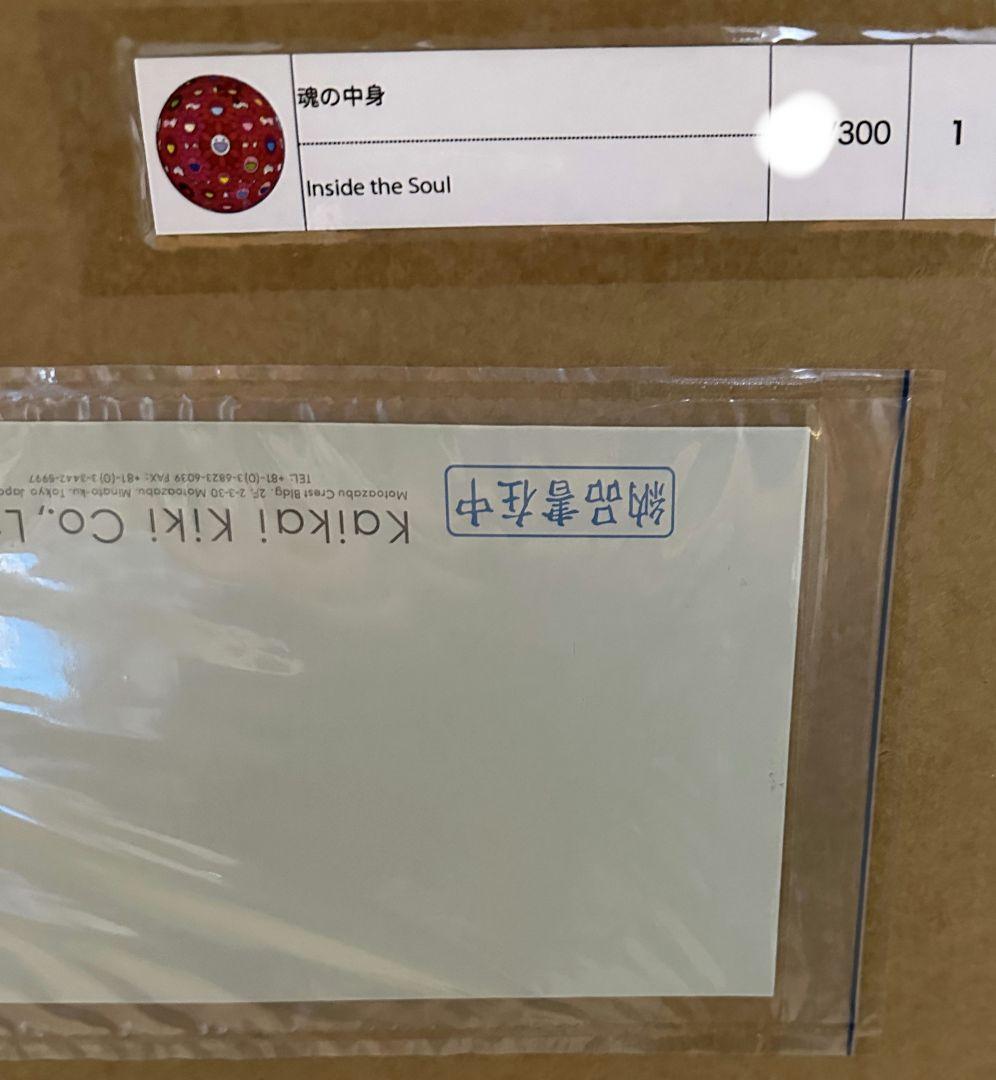 魂の中身
Inside the Soul
/300
1
納品書在中
Kaikai Kiki Co., L
Motoazabu Crest Bldg. 2F, 2-3-30 Motoazabu, Minato-ku, Tokyo Japa
TEL: +81-(0)3-6823-6039 FAX: +81-(0)3-3442-5997